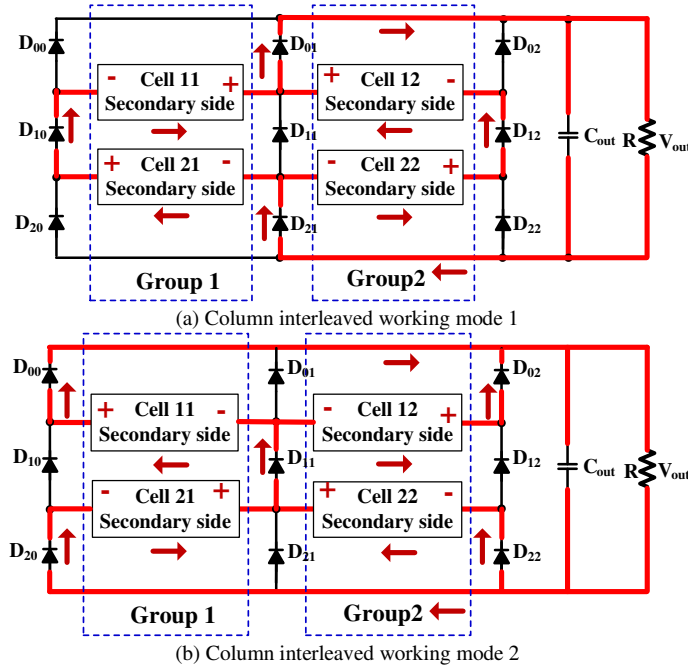 D00 D01 D02
- Cell 11 + + Cell 12 -
Secondary side Secondary side
D10 D11 D12 Cout R Vout
+ Cell 21 - - Cell 22 +
Secondary side Secondary side
D20 D21 D22
Group 1 Group2
(a) Column interleaved working mode 1
D00 D01 D02
+ Cell 11 - - Cell 12 +
Secondary side Secondary side
D10 D11 D12 Cout R Vout
- Cell 21 + + Cell 22 -
Secondary side Secondary side
D20 D21 D22
Group 1 Group2
(b) Column interleaved working mode 2